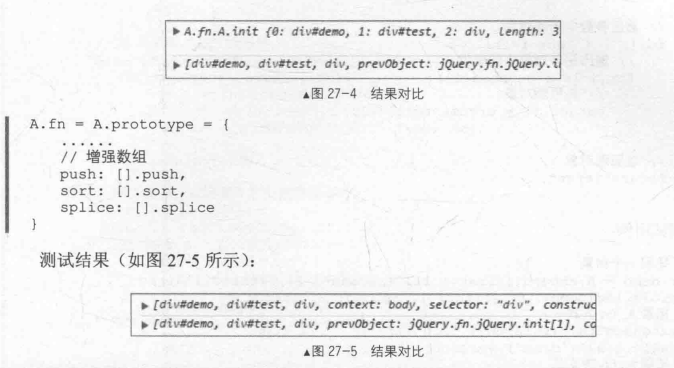 ▶ A.fn.A.init {0: div#demo, 1: div#test, 2: div, length: 3
▶ [div#demo, div#test, div, prevObject: jQuery.fn.jQuery.i
▲图 27-4 结果对比
A.fn = A.prototype = {
......
// 增强数组
push: [].push,
sort: [].sort,
splice: [].splice
}
测试结果（如图 27-5 所示）：
▶ [div#demo, div#test, div, context: body, selector: "div", construc
▶ [div#demo, div#test, div, prevObject: jQuery.fn.jQuery.init[1], co
▲图 27-5 结果对比